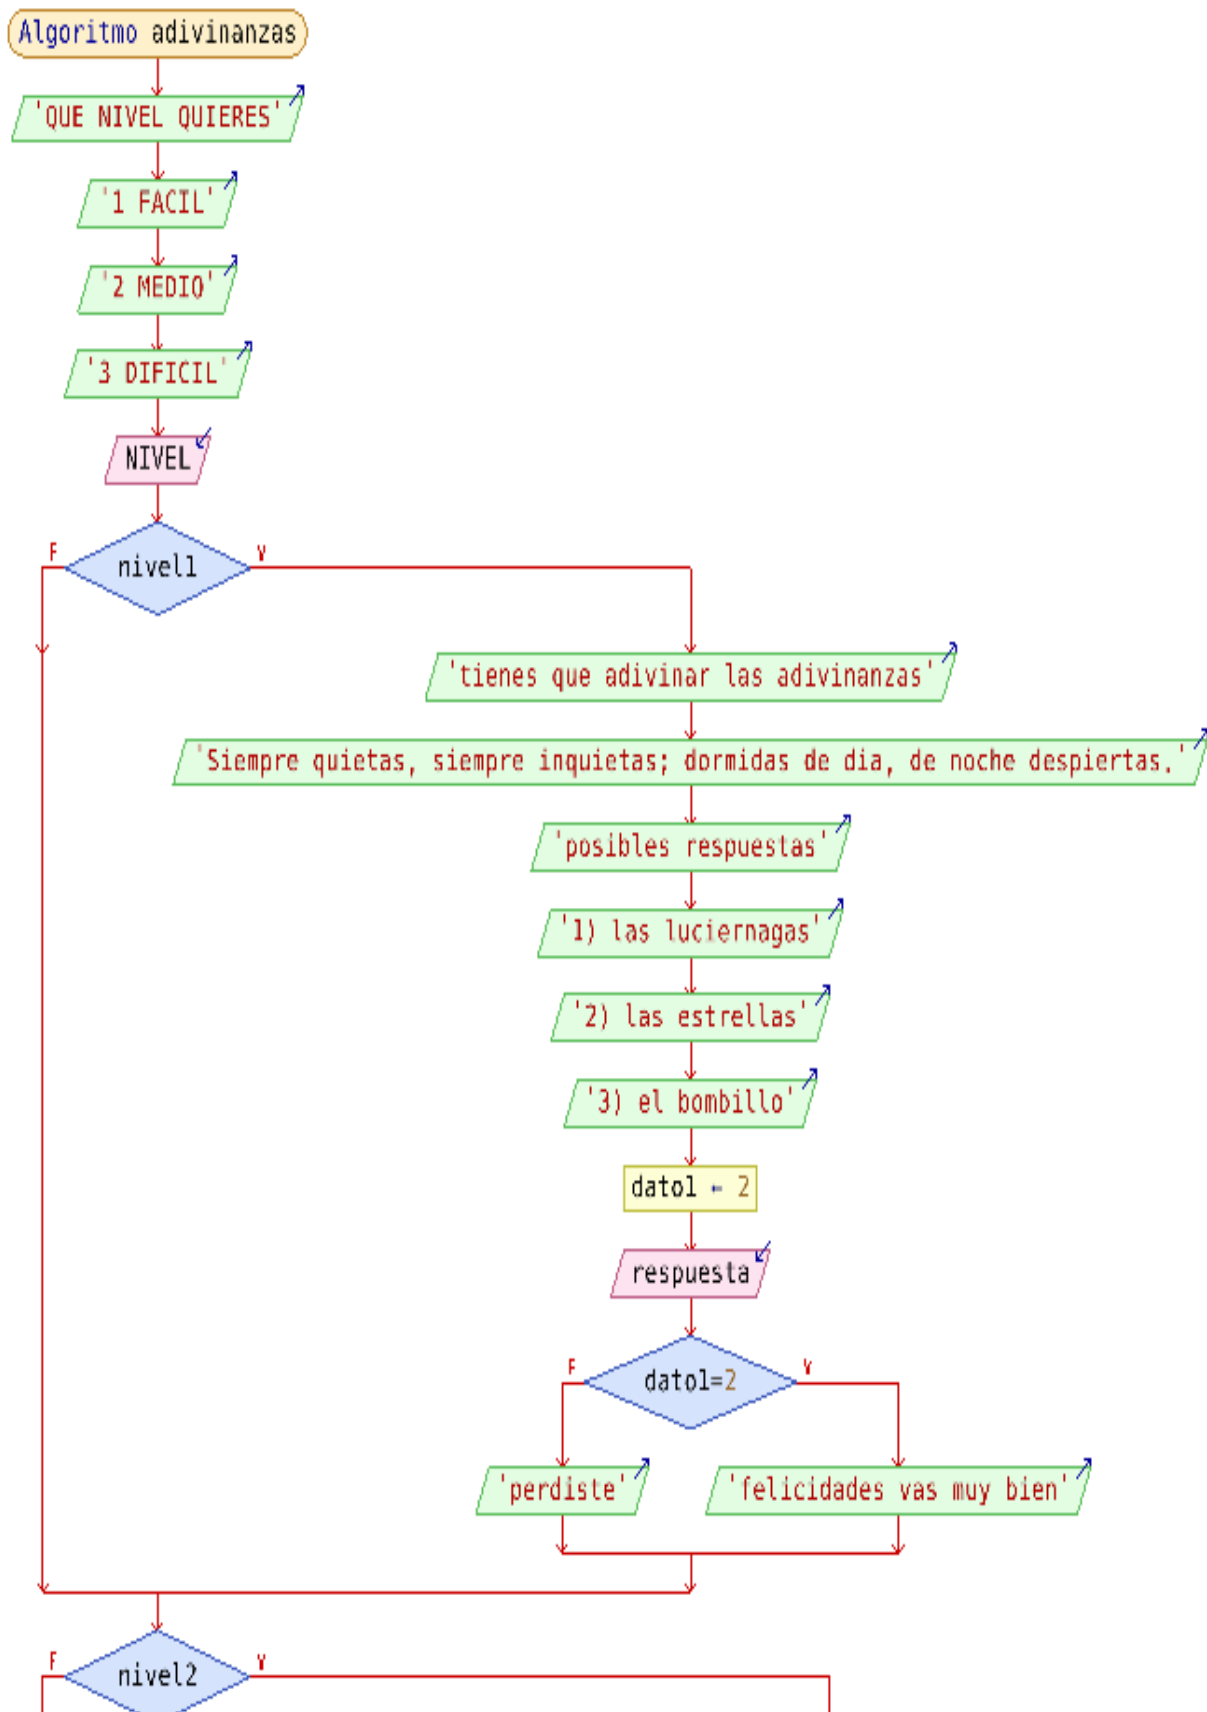 Algoritmo adivinanzas
'QUE NIVEL QUIERES'
'1 FACIL'
'2 MEDIO'
'3 DIFICIL'
NIVEL
F
nivel1
V
'tienes que adivinar las adivinanzas'
'Siempre quietas, siempre inquietas; dormidas de dia, de noche despiertas.'
'posibles respuestas'
'1) las luciernagas'
'2) las estrellas'
'3) el bombillo'
dato1 ← 2
respuesta
F
dato1=2
V
'perdiste'
'felicidades vas muy bien'
F
nivel2
V